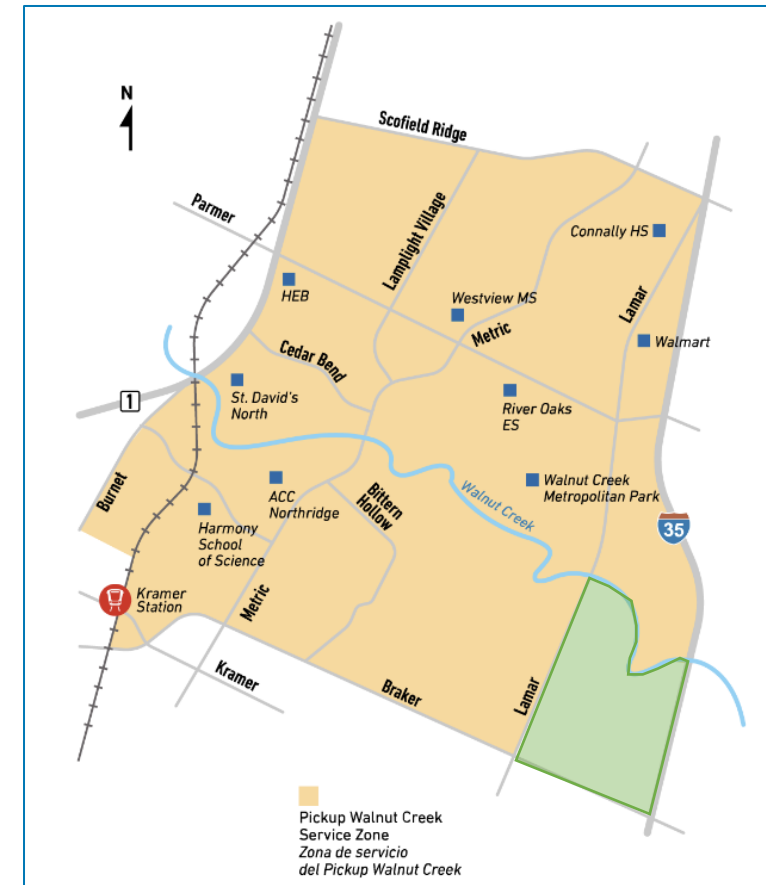 N
Scofield Ridge
Parmer
Lamplight Village
Connally HS
HEB
Westview MS
Metric
Lamar
Walmart
Cedar Bend
1
St. David's
North
River Oaks
ES
Burnet
ACC
Northridge
Bittern
Hollow
Walnut Creek
Walnut Creek
Metropolitan Park
35
Harmony
School
of Science
Kramer
Station
Metric
Kramer
Braker
Lamar
Pickup Walnut Creek
Service Zone
Zona de servicio
del Pickup Walnut Creek